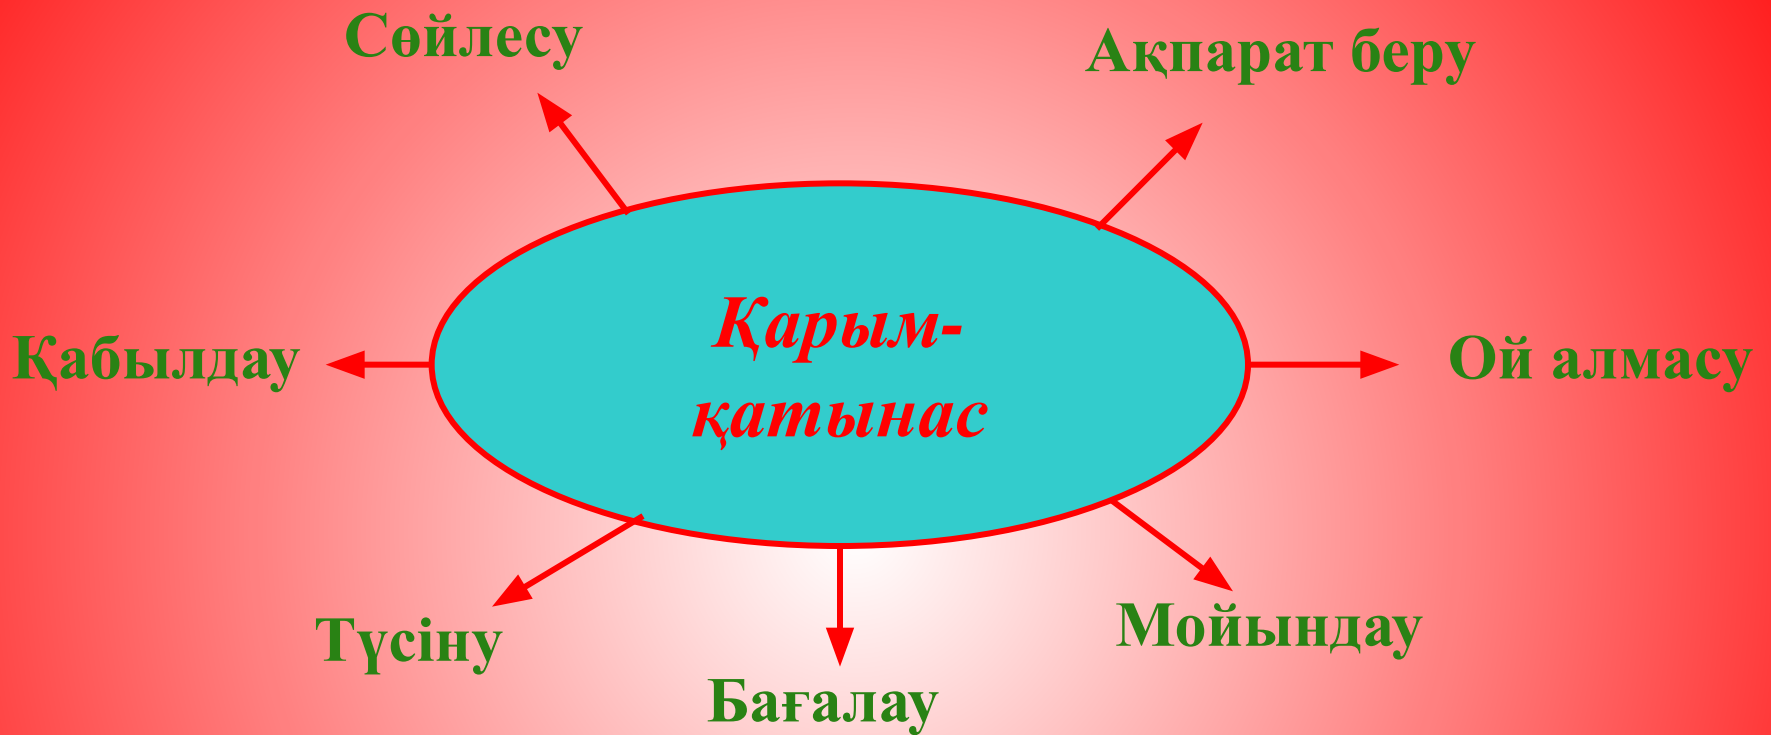 Сөйлесу
Ақпарат беру
Қарым-
қатынас
Қабылдау
Ой алмасу
Түсіну
Бағалау
Мойындау